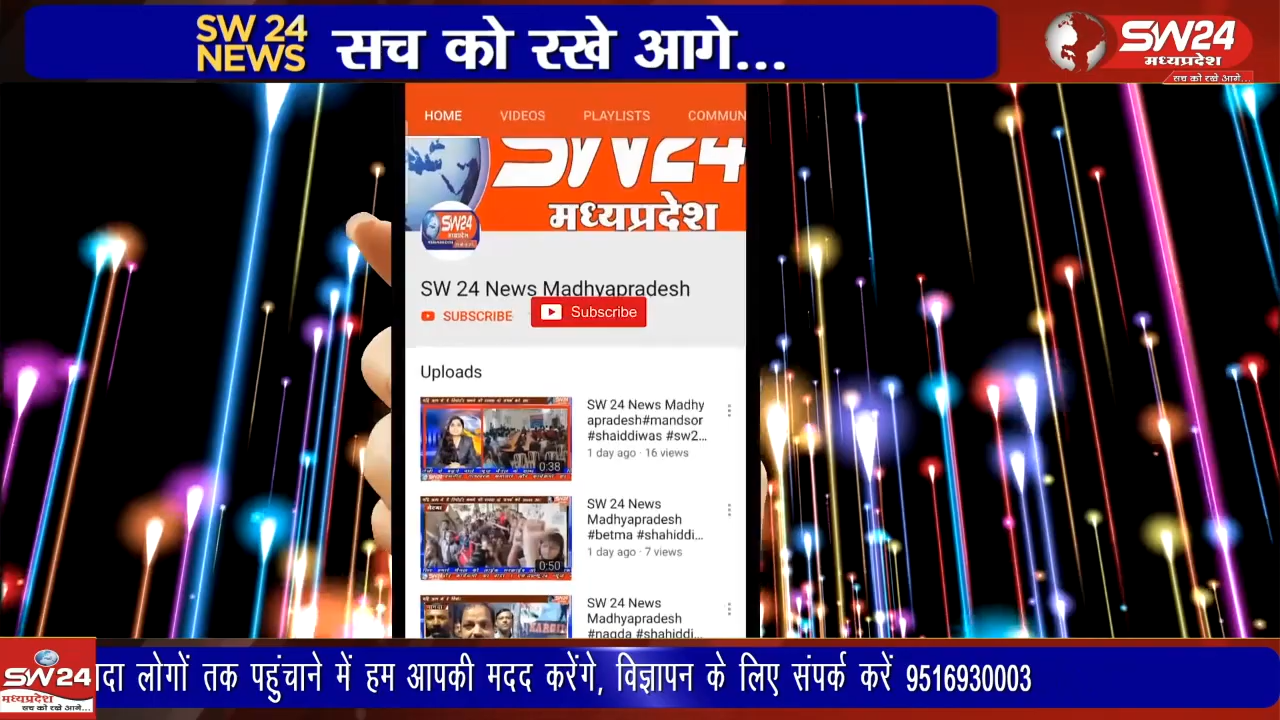 SW 24
NEWS
सच को रखे आगे...
SW24
मध्यप्रदेश
सच को रखे आगे...
HOME VIDEOS PLAYLISTS COMMUN
SW24
मध्यप्रदेश
SW24
SW 24 News Madhyapradesh
SUBSCRIBE
Subscribe
Uploads
SW 24 News Madhy
apradesh#mandsor
#shaiddiwas #sw2...
1 day ago · 16 views
0:38
SW 24 News
Madhyapradesh
#betma #shahiddi...
1 day ago · 7 views
0:50
SW 24 News
Madhyapradesh
#nagda #shahiddi...
SW24
मध्यप्रदेश
सच को रखे आगे...
लोगों तक पहुंचाने में हम आपकी मदद करेंगे, विज्ञापन के लिए संपर्क करें 9516930003